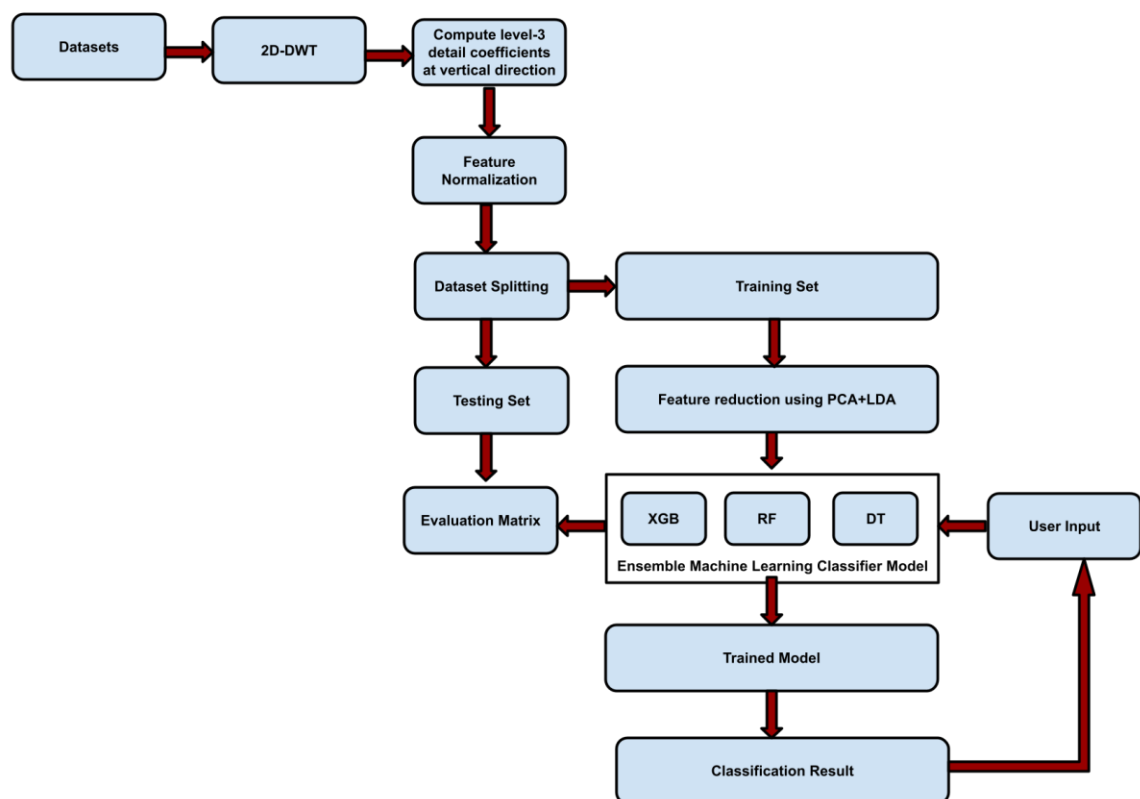 Datasets
2D-DWT
Compute level-3
detail coefficients
at vertical direction
Feature
Normalization
Dataset Splitting
Training Set
Testing Set
Feature reduction using PCA+LDA
Evaluation Matrix
XGB
RF
DT
Ensemble Machine Learning Classifier Model
User Input
Trained Model
Classification Result